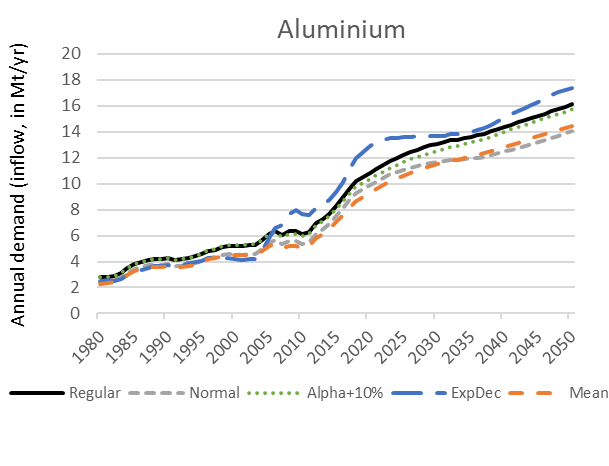 Aluminium
Annual demand (inflow, in Mt/yr)
20
18
16
14
12
10
8
6
4
2
0
1980 1985 1990 1995 2000 2005 2010 2015 2020 2025 2030 2035 2040 2045 2050
Regular Normal Alpha+10% ExpDec Mean